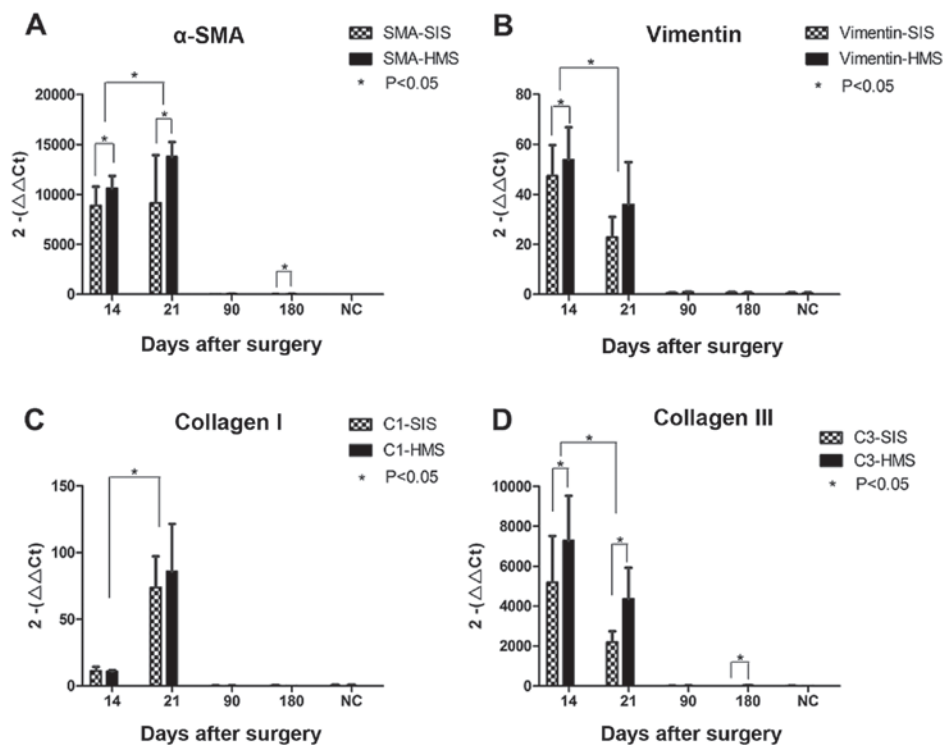 A
α-SMA
SMA-SIS
SMA-HMS
* P<0.05
2 -(△△Ct)
20000
15000
10000
5000
0
*
*
*
*
14 21 90 180 NC
Days after surgery
B
Vimentin
Vimentin-SIS
Vimentin-HMS
* P<0.05
2 -(△△Ct)
80
60
40
20
0
*
*
14 21 90 180 NC
Days after surgery
C
Collagen I
C1-SIS
C1-HMS
* P<0.05
2 -(△△Ct)
150
100
50
0
*
14 21 90 180 NC
Days after surgery
D
Collagen III
C3-SIS
C3-HMS
* P<0.05
2 -(△△Ct)
10000
8000
6000
4000
2000
0
*
*
*
*
14 21 90 180 NC
Days after surgery